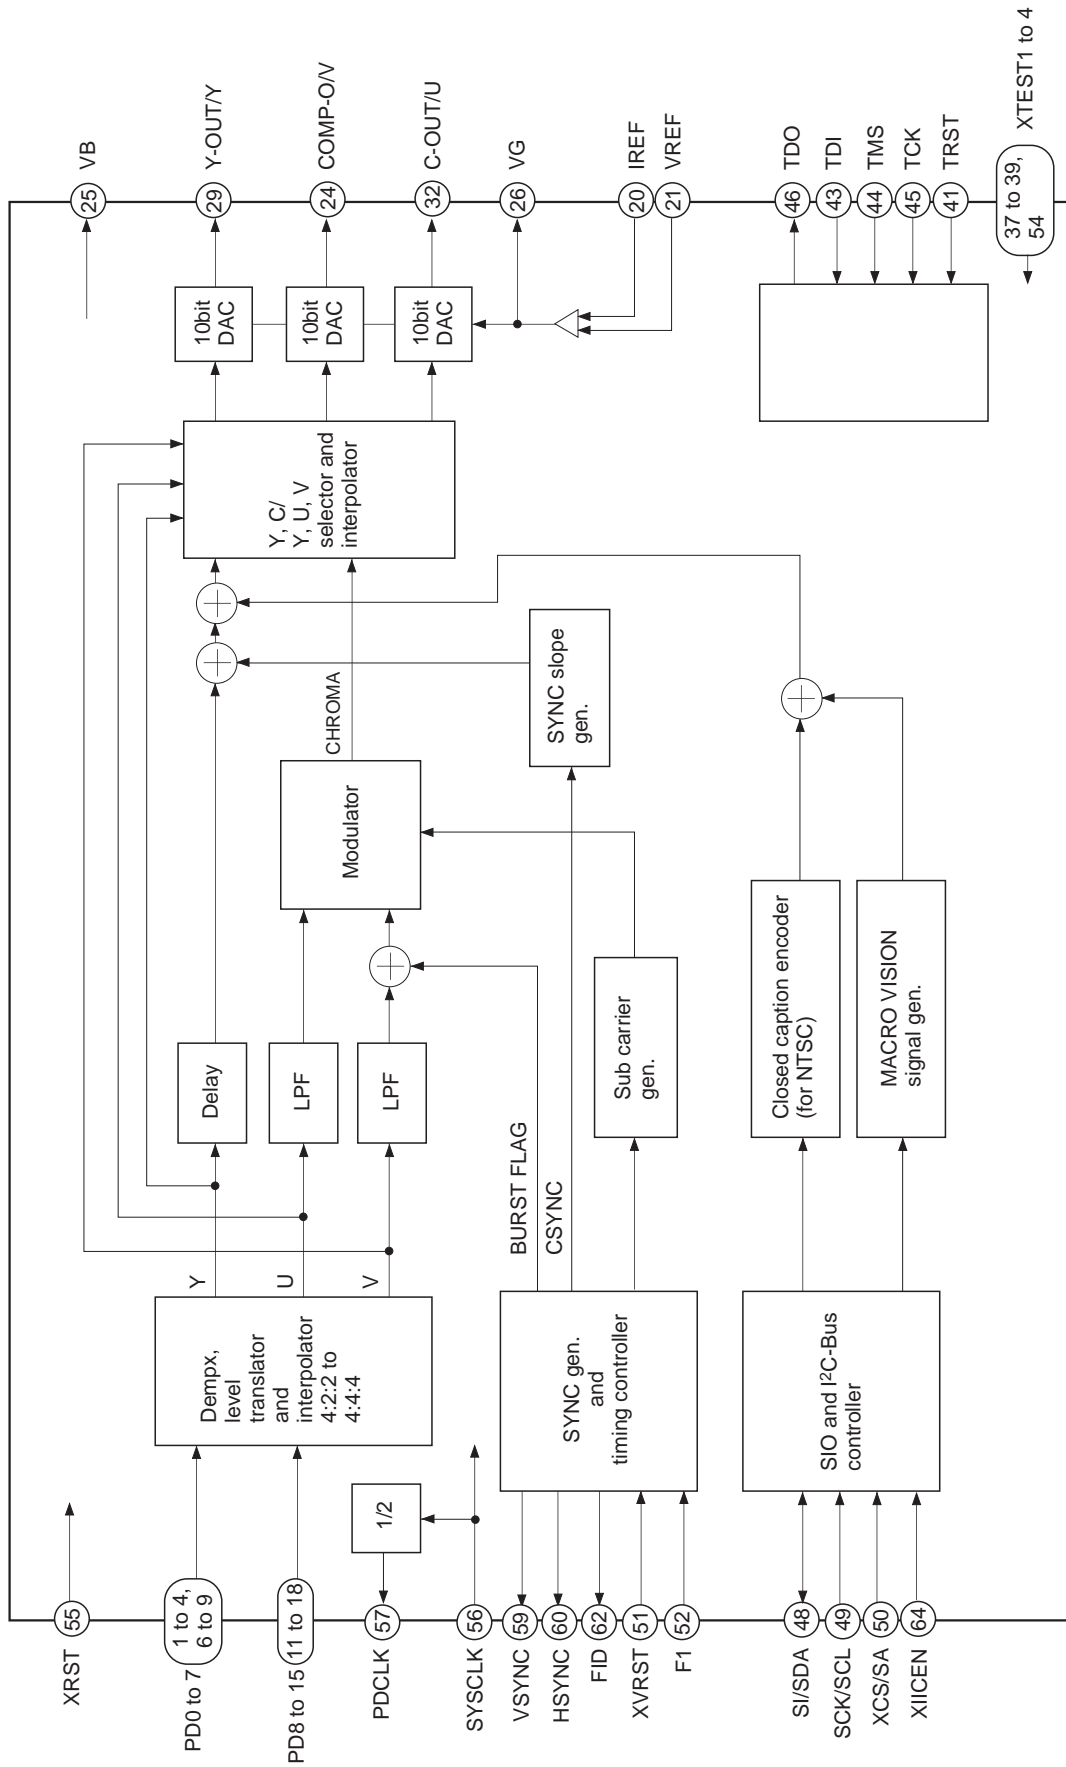 XRST
55
PD0 to 7
1 to 4,
6 to 9
PD8 to 15
11 to 18
PDCLK
57
SYSCLK
56
VSYNC
59
HSYNC
60
FID
62
XVRST
51
F1
52
SI/SDA
48
SCK/SCL
49
XCS/SA
50
XIICEN
64
1/2
Dempx,
level
translator
and
interpolator
4:2:2 to
4:4:4
SYNC gen.
and
timing controller
SIO and I²C-Bus
controller
Y
U
V
BURST FLAG
CSYNC
Delay
LPF
LPF
Sub carrier
gen.
Closed caption encoder
(for NTSC)
MACRO VISION
signal gen.
Modulator
CHROMA
SYNC slope
gen.
Y, C/
Y, U, V
selector and
interpolator
10bit
DAC
10bit
DAC
10bit
DAC
25
VB
29
Y-OUT/Y
24
COMP-O/V
32
C-OUT/U
26
VG
20
IREF
21
VREF
46
TDO
43
TDI
44
TMS
45
TCK
41
TRST
37 to 39,
54
XTEST1 to 4